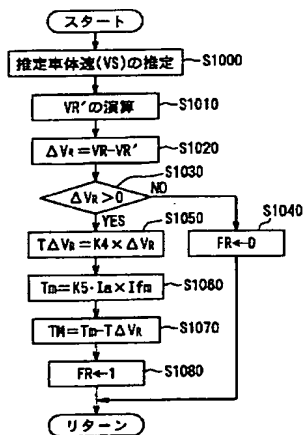 スタート
推定車体速(VS)の推定
S1000
VR'の演算
S1010
ΔVR=VR-VR'
S1020
S1030
ΔVR>0
NO
YES
S1050
S1040
TΔVR=K4×ΔVR
FR←0
Tm=K5·Ia×Ifm
S1060
TM=Tm-TΔVR
S1070
FR←1
S1080
リターン